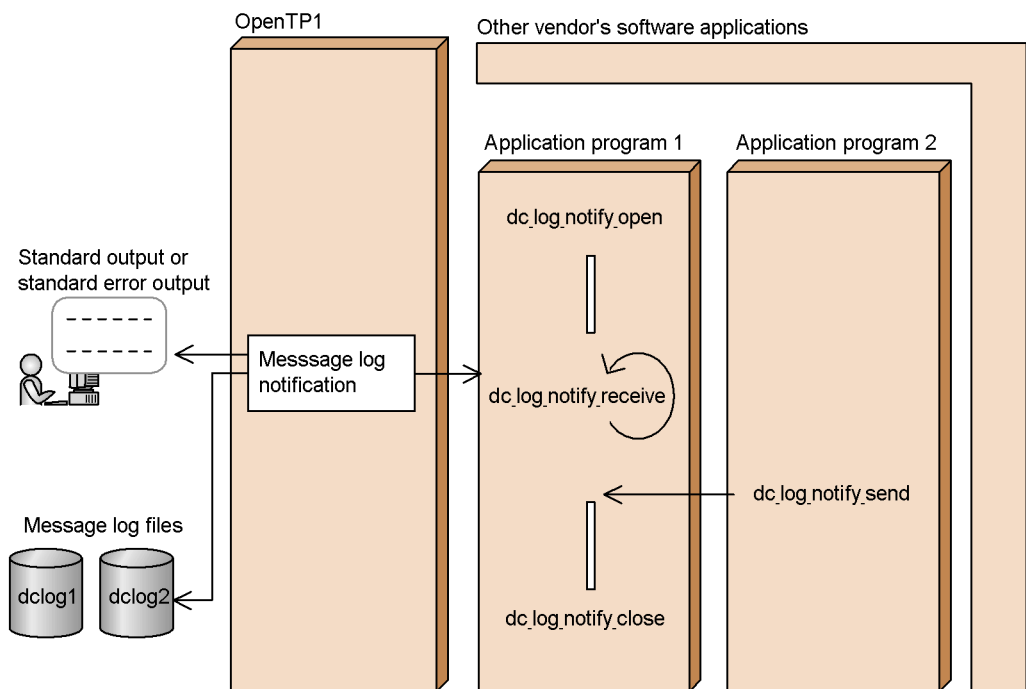 OpenTP1
Other vendor's software applications
Application program 1
Application program 2
dc_log_notify_open
Standard output or
standard error output
Messsage log
notification
dc_log_notify_receive
dc_log_notify_send
Message log files
dclog1
dclog2
dc_log_notify_close